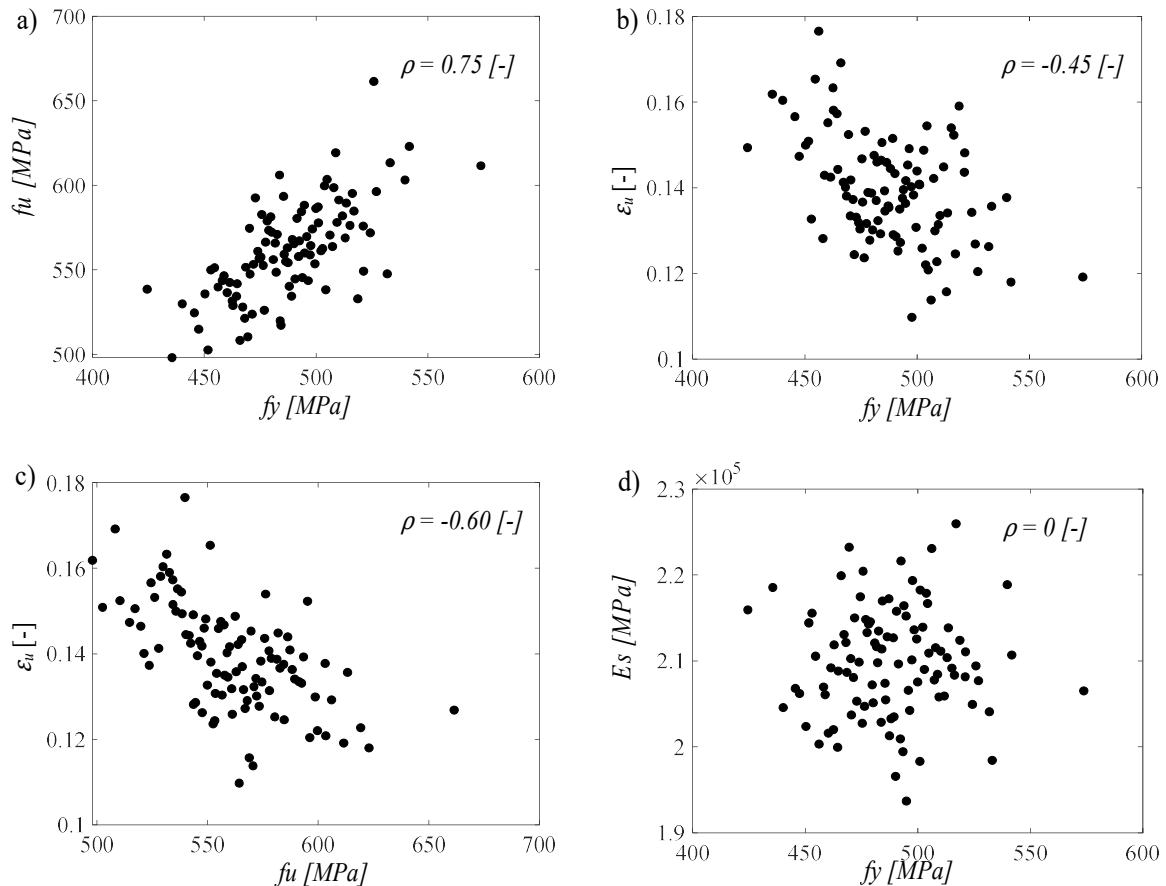 a)
700
650
600
550
500
400
450
500
550
600
fu [MPa]
fy [MPa]
ρ = 0.75 [-]
b)
0.18
0.16
0.14
0.12
0.1
400
450
500
550
600
εu [-]
fy [MPa]
ρ = -0.45 [-]
c)
0.18
0.16
0.14
0.12
0.1
500
550
600
650
700
εu [-]
fu [MPa]
ρ = -0.60 [-]
d)
×10^5
2.3
2.2
2.1
2
1.9
400
450
500
550
600
Es [MPa]
fy [MPa]
ρ = 0 [-]